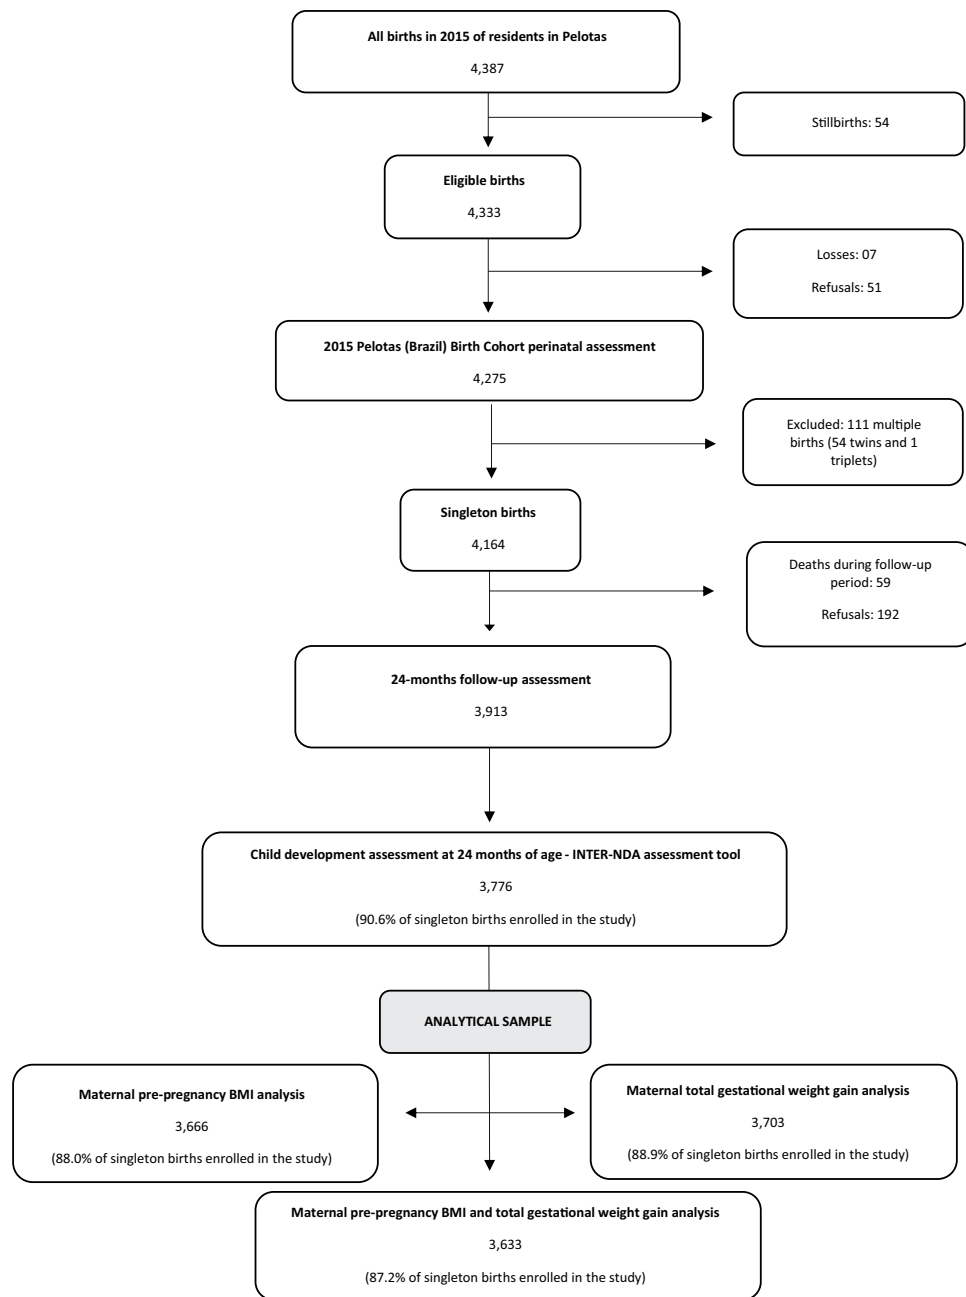 All births in 2015 of residents in Pelotas
4,387
Stillbirths: 54
Eligible births
4,333
Losses: 07
Refusals: 51
2015 Pelotas (Brazil) Birth Cohort perinatal assessment
4,275
Excluded: 111 multiple
births (54 twins and 1
triplets)
Singleton births
4,164
Deaths during follow-up
period: 59
Refusals: 192
24-months follow-up assessment
3,913
Child development assessment at 24 months of age - INTER-NDA assessment tool
3,776
(90.6% of singleton births enrolled in the study)
ANALYTICAL SAMPLE
Maternal pre-pregnancy BMI analysis
3,666
(88.0% of singleton births enrolled in the study)
Maternal total gestational weight gain analysis
3,703
(88.9% of singleton births enrolled in the study)
Maternal pre-pregnancy BMI and total gestational weight gain analysis
3,633
(87.2% of singleton births enrolled in the study)